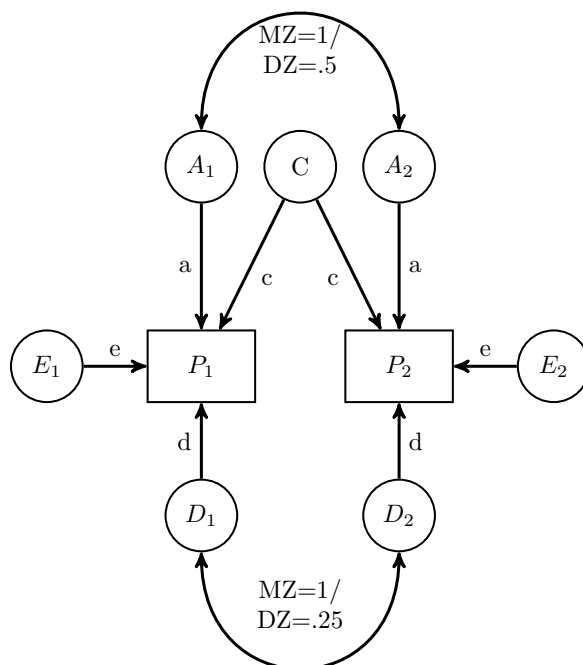 MZ=1/
DZ=.5
A₁
C
A₂
a
c
c
a
E₁
e
P₁
P₂
e
E₂
d
d
D₁
D₂
MZ=1/
DZ=.25